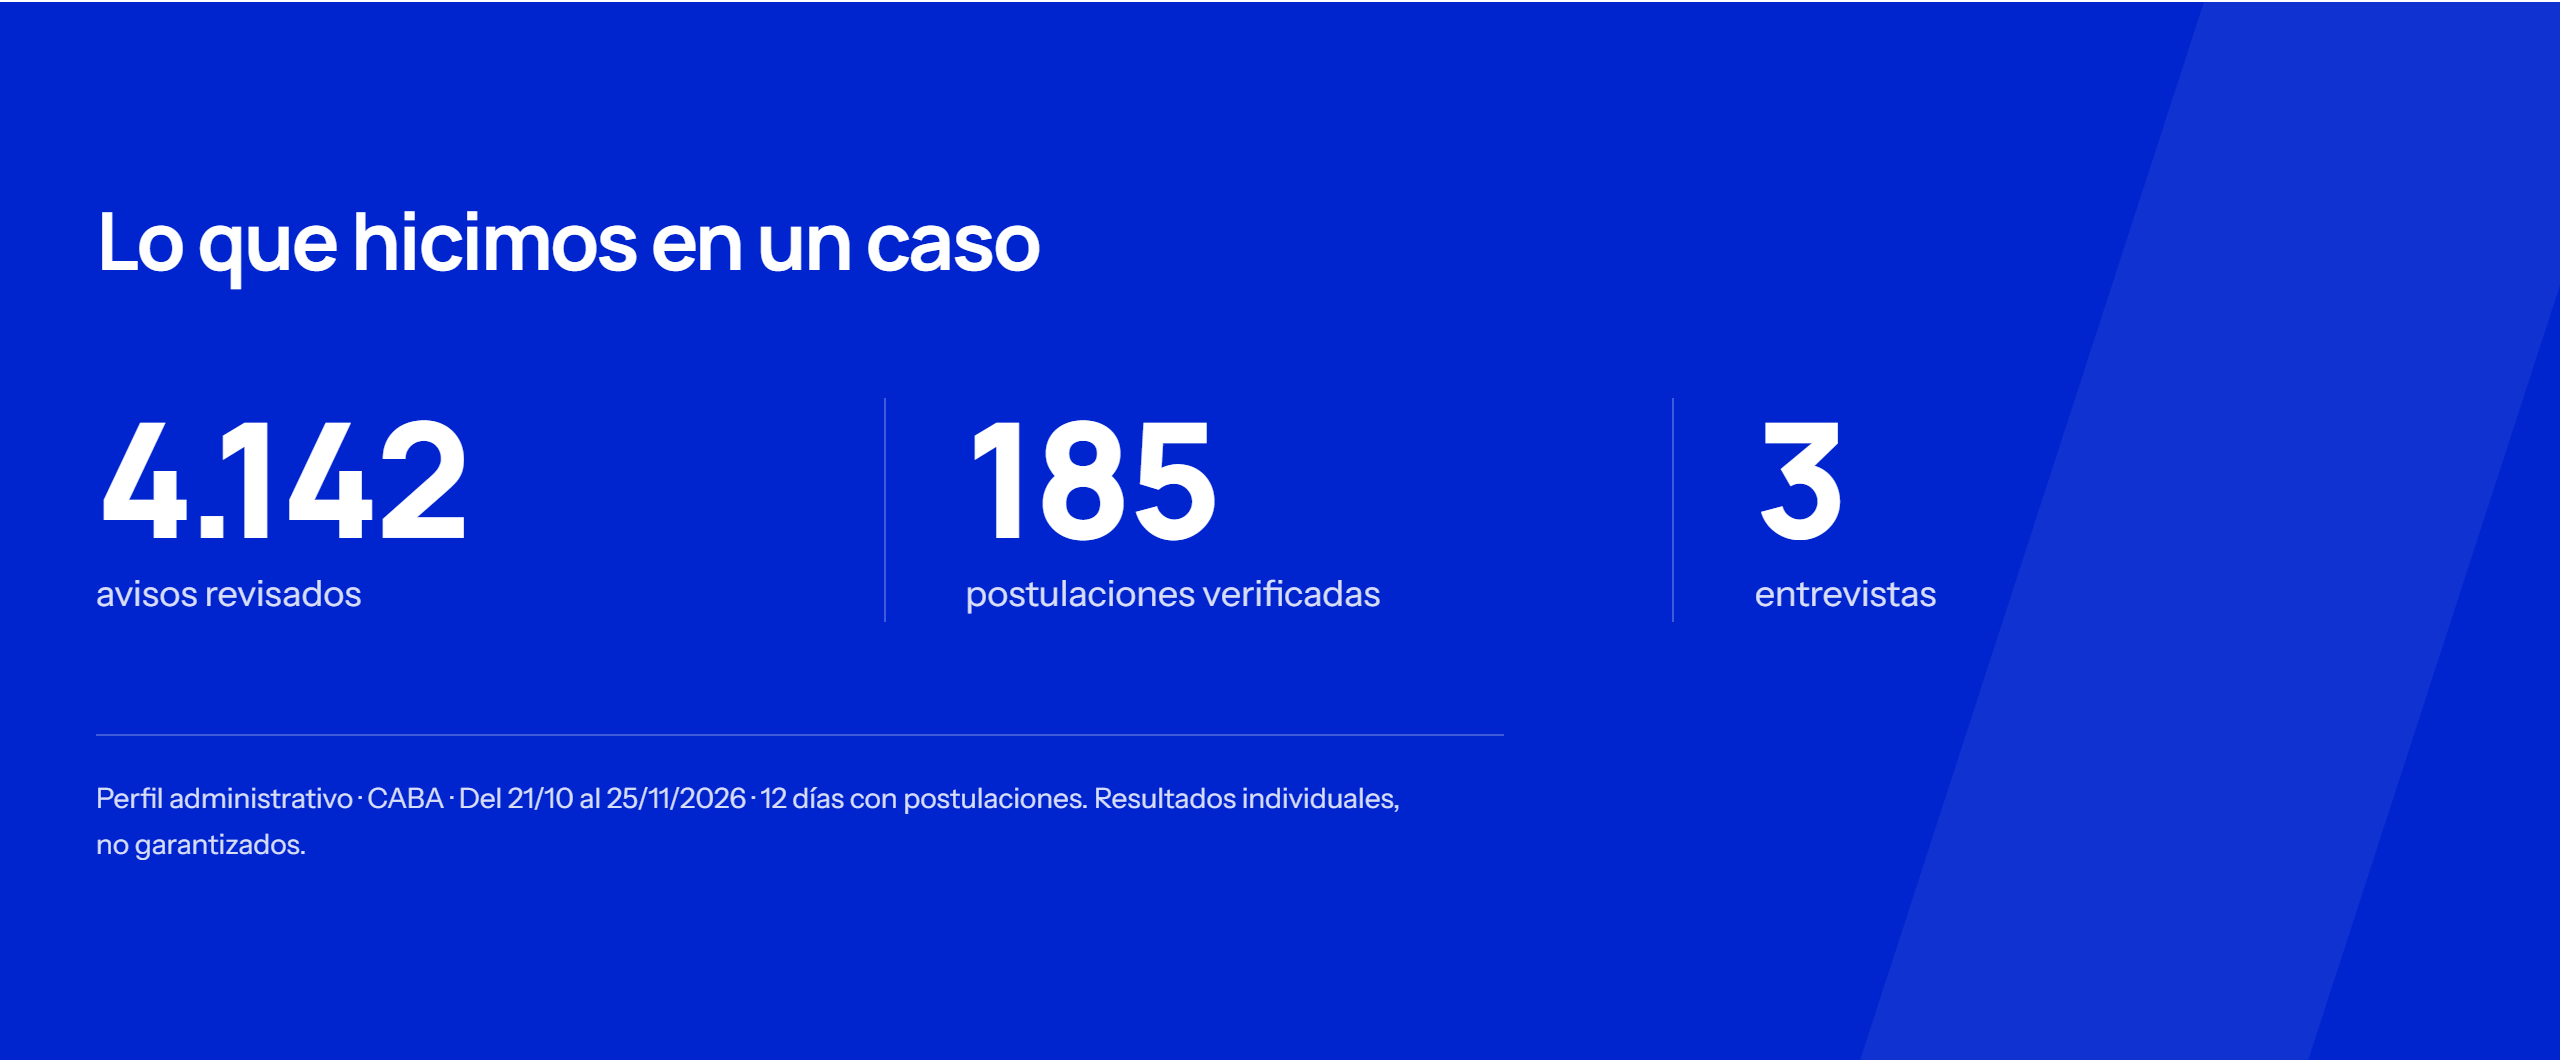 Lo que hicimos en un caso
4.142
avisos revisados
185
postulaciones verificadas
3
entrevistas
Perfil administrativo · CABA · Del 21/10 al 25/11/2026 · 12 días con postulaciones. Resultados individuales,
no garantizados.